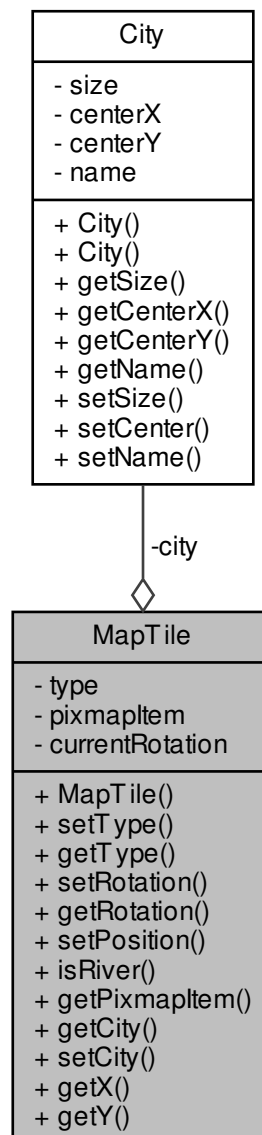 City
- size
- centerX
- centerY
- name
+ City()
+ City()
+ getSize()
+ getCenterX()
+ getCenterY()
+ getName()
+ setSize()
+ setCenter()
+ setName()
-city
MapTile
- type
- pixmapItem
- currentRotation
+ MapTile()
+ setType()
+ getType()
+ setRotation()
+ getRotation()
+ setPosition()
+ isRiver()
+ getPixmapItem()
+ getCity()
+ setCity()
+ getX()
+ getY()